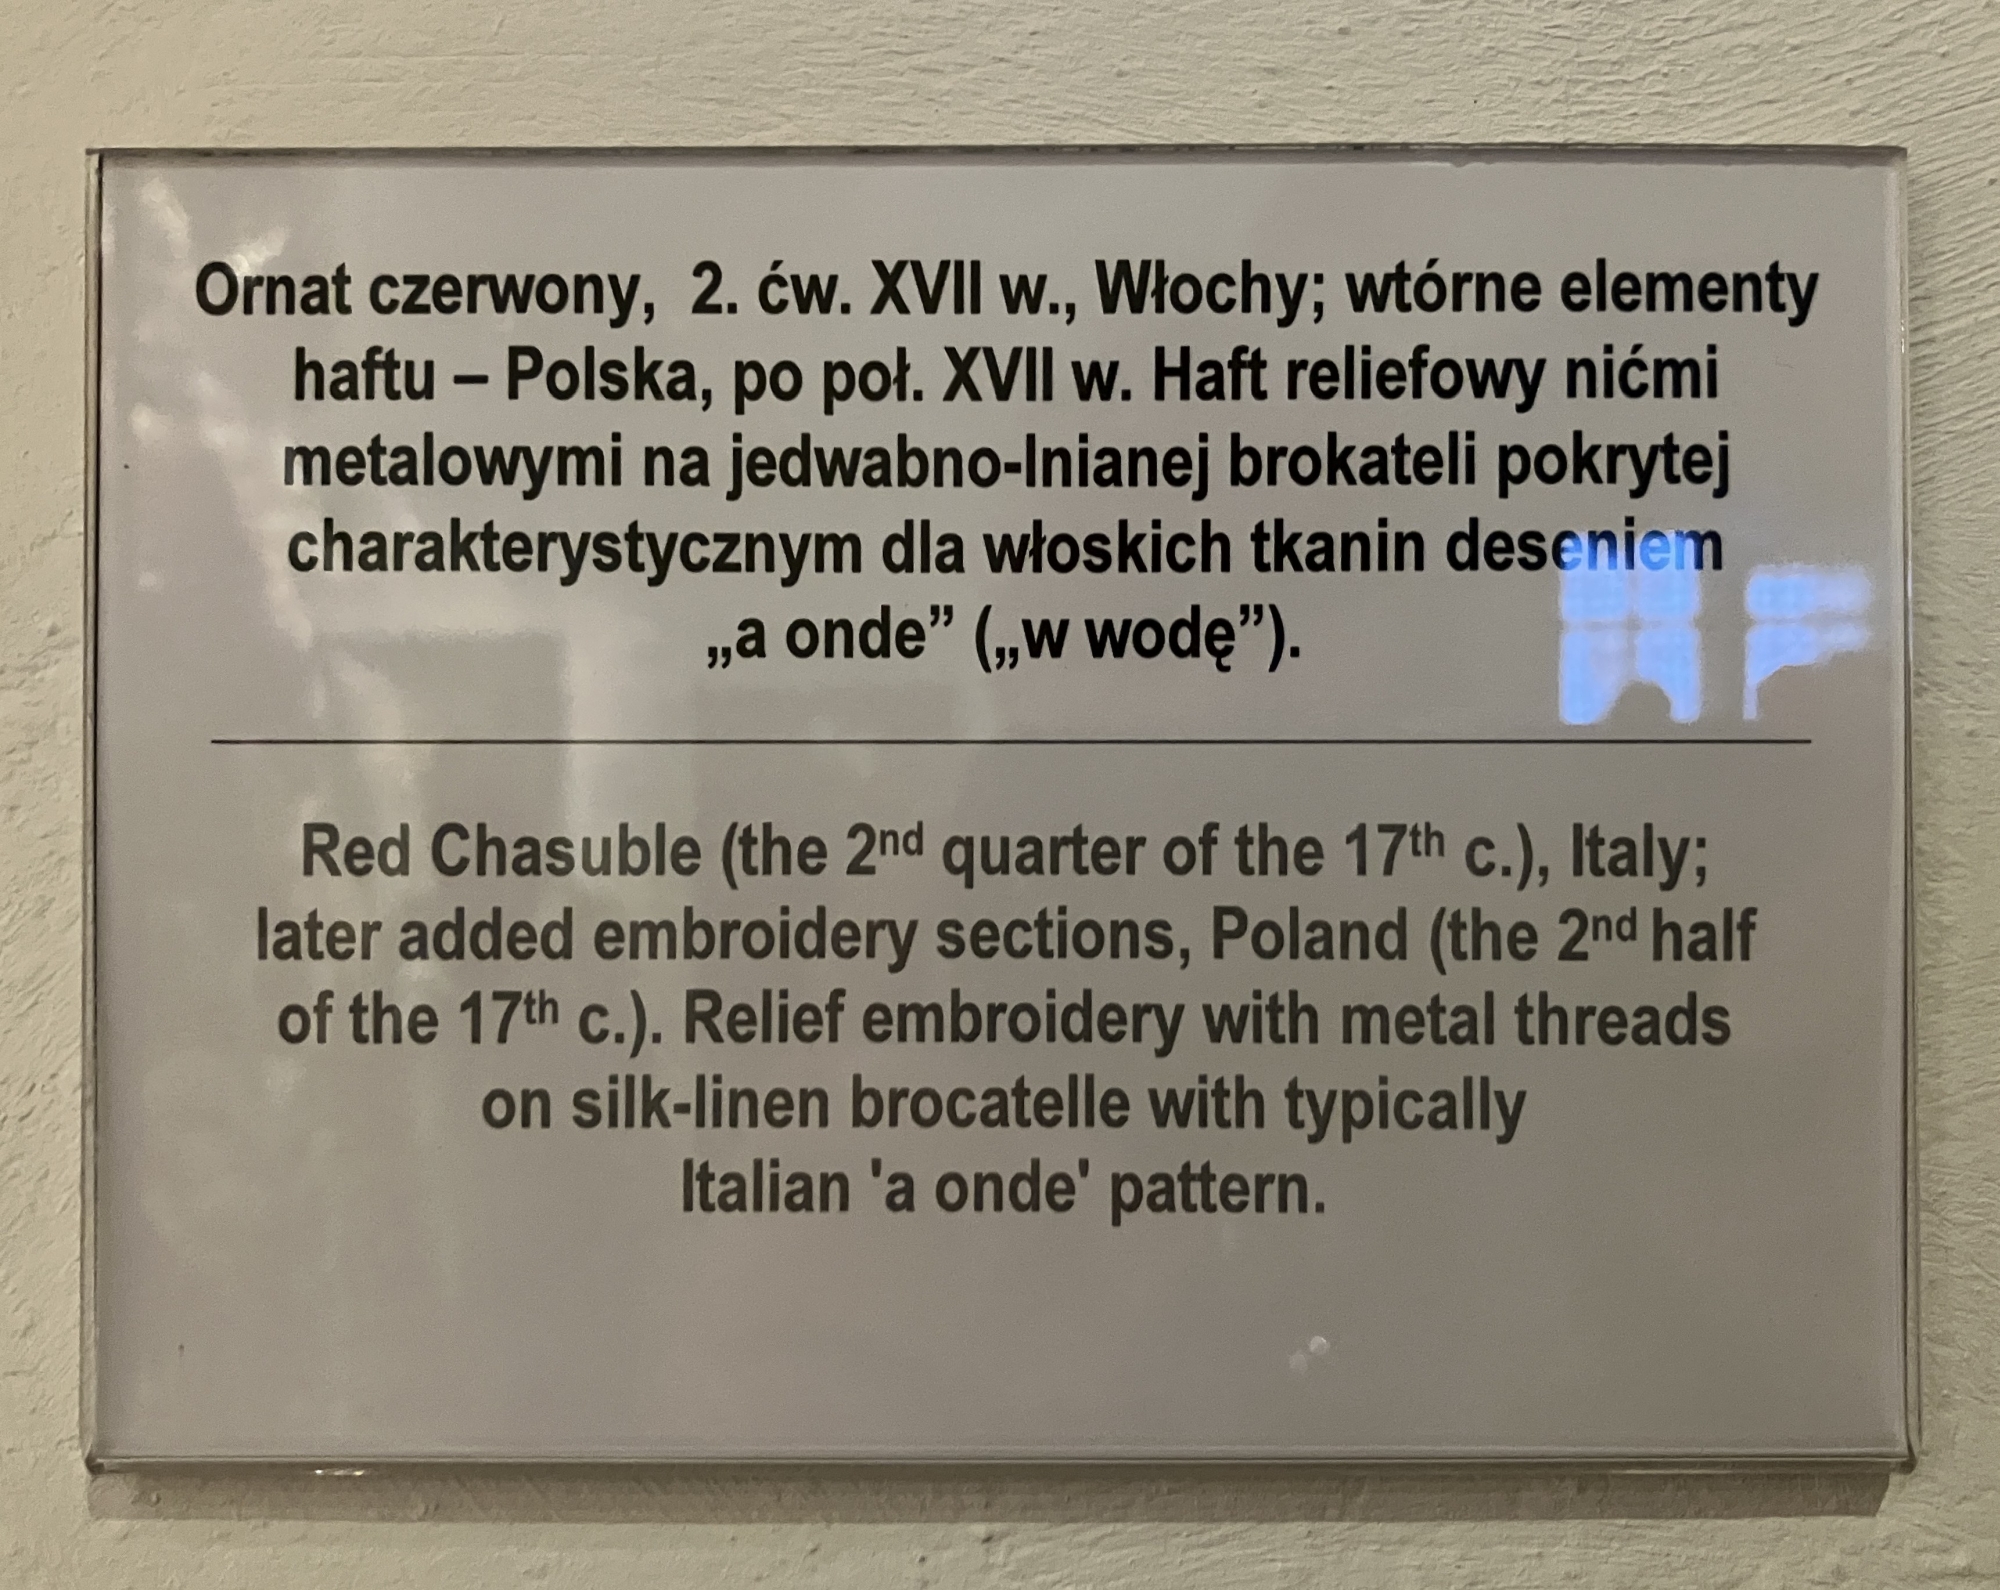 Ornat czerwony, 2. ćw. XVII w., Włochy; wtórne elementy
haftu – Polska, po poł. XVII w. Haft reliefowy nićmi
metalowymi na jedwabno-lnianej brokateli pokrytej
charakterystycznym dla włoskich tkanin deseniem
„a onde” („w wodę”).
Red Chasuble (the 2nd quarter of the 17th c.), Italy;
later added embroidery sections, Poland (the 2nd half
of the 17th c.). Relief embroidery with metal threads
on silk-linen brocatelle with typically
Italian 'a onde' pattern.